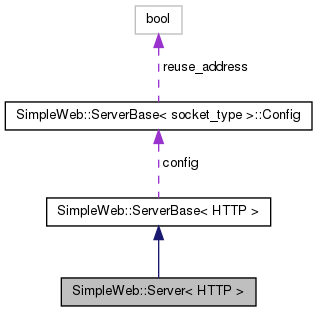 bool
reuse_address
SimpleWeb::ServerBase< socket_type >::Config
config
SimpleWeb::ServerBase< HTTP >
SimpleWeb::Server< HTTP >